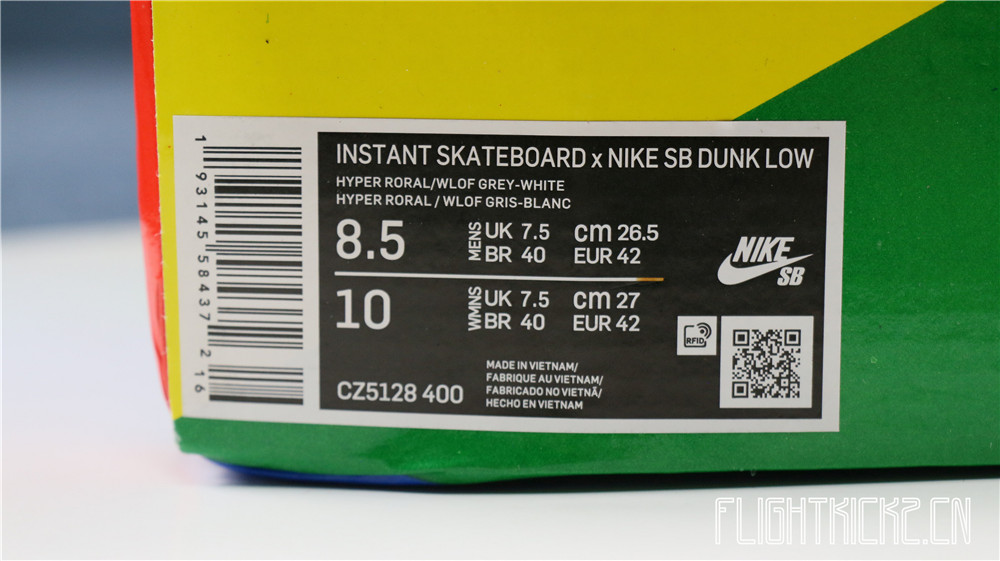 1 93145 58437 2 16
INSTANT SKATEBOARD x NIKE SB DUNK LOW
HYPER RORAL/WLOF GREY-WHITE
HYPER RORAL / WLOF GRIS-BLANC
8.5
MENS
UK 7.5
cm 26.5
BR 40
EUR 42
10
WMNS
UK 7.5
cm 27
BR 40
EUR 42
NIKE
SB
RFID
CZ5128 400
MADE IN VIETNAM/
FABRIQUE AU VIETNAM/
FABRICADO NO VIETNÃ/
HECHO EN VIETNAM
FLIGHTKICKZ.CN